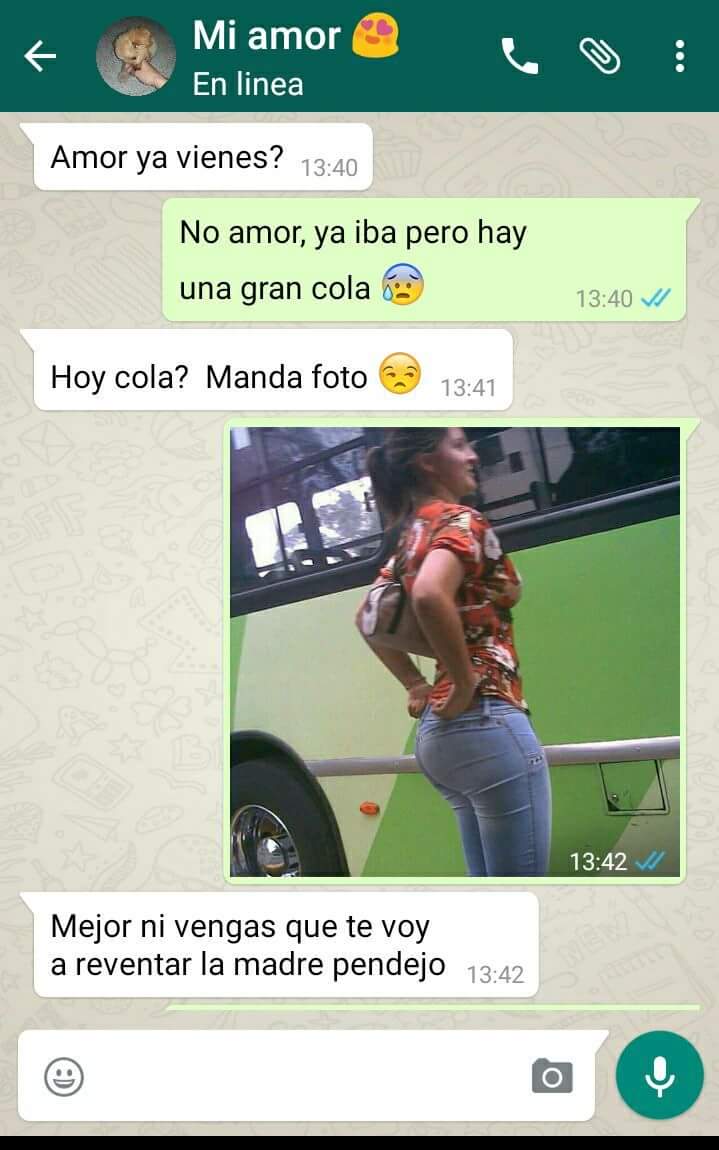 Mi amor 😍
En linea
Amor ya vienes? 13:40
No amor, ya iba pero hay
una gran cola 😰 13:40
Hoy cola? Manda foto 😒 13:41
13:42
Mejor ni vengas que te voy
a reventar la madre pendejo 13:42